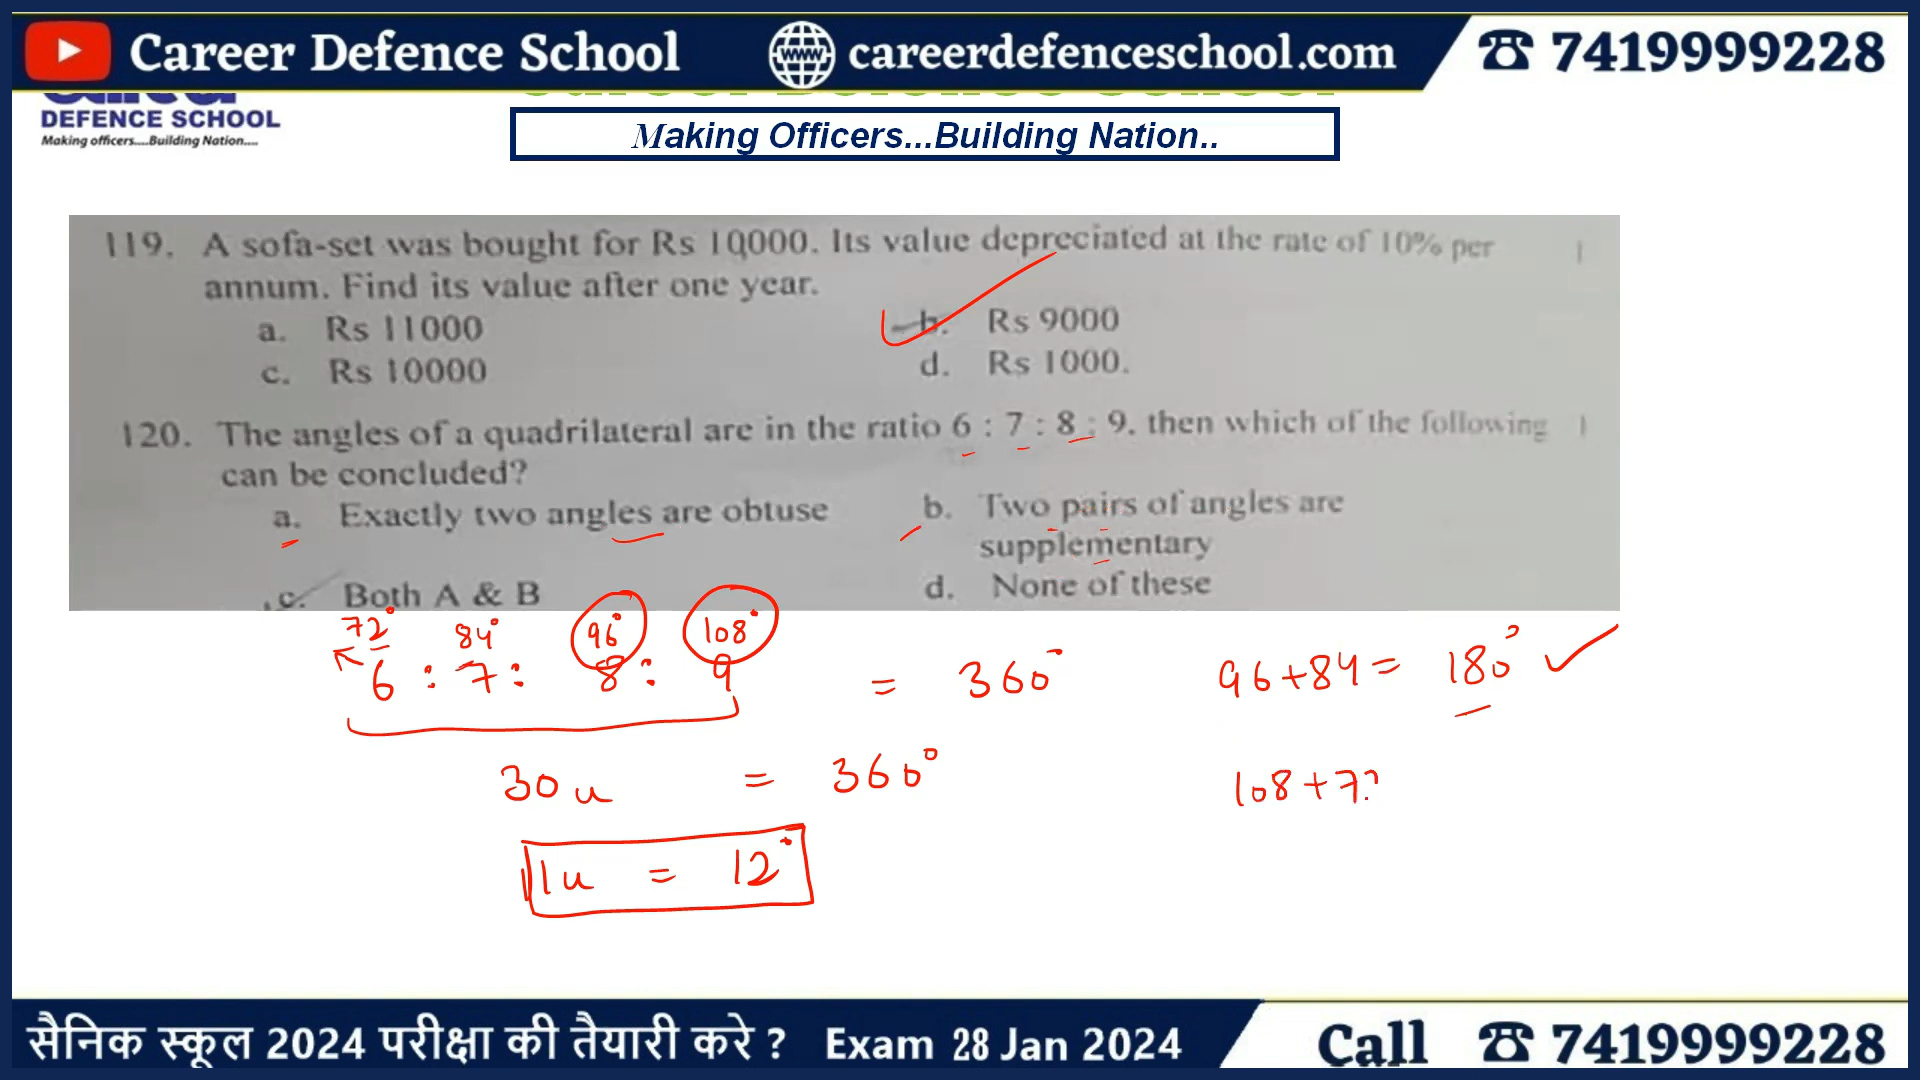 Career Defence School
www careerdefenceschool.com
☎ 7419999228
DEFENCE SCHOOL
Making officers....Building Nation....
Making Officers...Building Nation..
119. A sofa-set was bought for Rs 10000. Its value depreciated at the rate of 10% per
annum. Find its value after one year.
a. Rs 11000
b. Rs 9000
c. Rs 10000
d. Rs 1000.
120. The angles of a quadrilateral are in the ratio 6 : 7 : 8 : 9. then which of the following
can be concluded?
a. Exactly two angles are obtuse
b. Two pairs of angles are
supplementary
c. Both A & B
d. None of these
72° 84° 96° 108°
6 : 7 : 8 : 9 = 360°
96+84 = 180°
30u = 360°
108+7
1u = 12°
सैनिक स्कूल 2024 परीक्षा की तैयारी करे ? Exam 28 Jan 2024
Call ☎ 7419999228